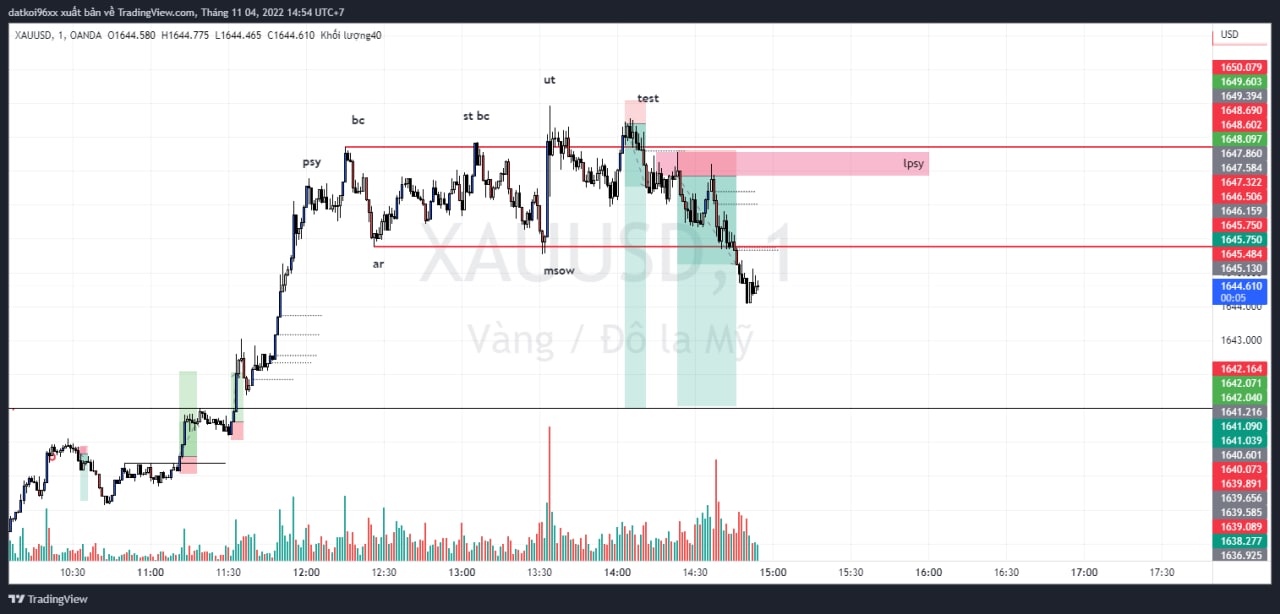 datkoi96xx xuất bản về TradingView.com, Tháng 11 04, 2022 14:54 UTC+7
XAUUSD, 1, OANDA O1644.580 H1644.775 L1644.465 C1644.610 Khối lượng40
USD
ut
test
bc
st bc
psy
lpsy
ar
msow
XAUUSD, 1
Vàng / Đô la Mỹ
1650.079
1649.603
1649.394
1648.690
1648.602
1648.097
1647.860
1647.584
1647.322
1646.506
1646.159
1645.750
1645.750
1645.484
1645.130
1644.610
00:05
1644.000
1643.000
1642.164
1642.071
1642.040
1641.216
1641.090
1641.039
1640.601
1640.073
1639.891
1639.656
1639.585
1639.089
1638.277
1636.925
10:30 11:00 11:30 12:00 12:30 13:00 13:30 14:00 14:30 15:00 15:30 16:00 16:30 17:00 17:30
TradingView